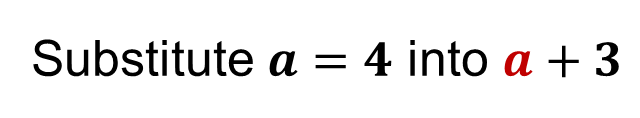 Substitute a = 4 into a + 3